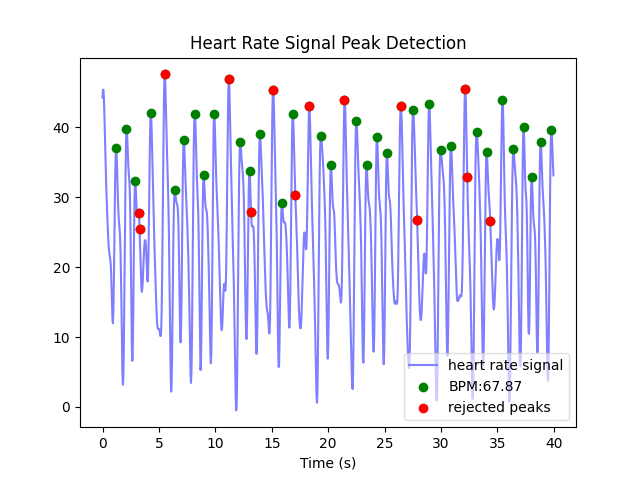 Heart Rate Signal Peak Detection
40
30
20
10
0
0 5 10 15 20 25 30 35 40
Time (s)
heart rate signal
BPM:67.87
rejected peaks